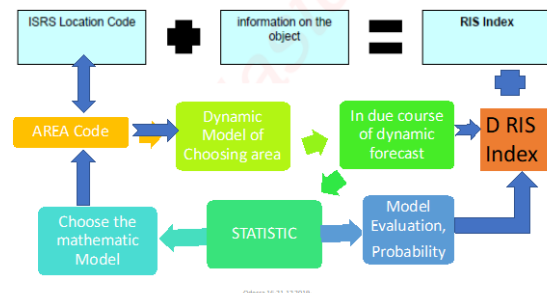 ISRS Location Code
information on the
object
RIS Index
AREA Code
Dynamic
Model of
Choosing area
In due course
of dynamic
forecast
D RIS
Index
Choose the
mathematic
Model
STATISTIC
Model
Evaluation,
Probability